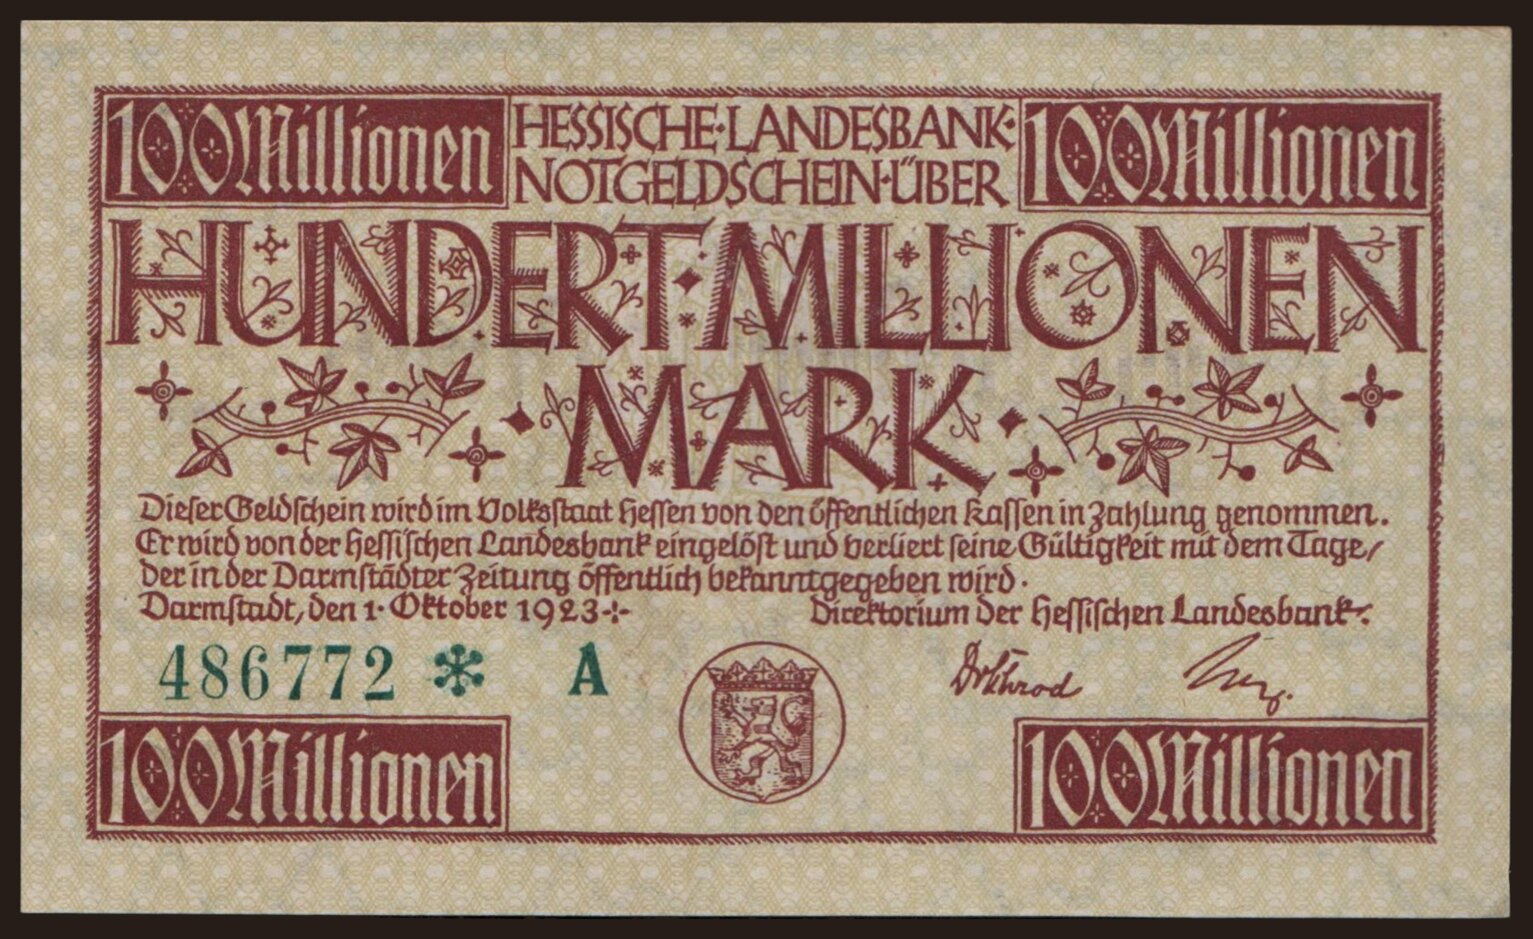 100 Millionen
HESSISCHE·LANDESBANK·
NOTGELDSCHEIN·ÜBER
100 Millionen
HUNDERT·MILLIONEN
MARK
Dieser Geldschein wird im Volksstaat Hessen von den öffentlichen Kassen in Zahlung genommen.
Er wird von der Hessischen Landesbank eingelöst und verliert seine Gültigkeit mit dem Tage,
der in der Darmstädter Zeitung öffentlich bekanntgegeben wird.
Darmstadt, den 1. Oktober 1923
Direktorium der Hessischen Landesbank.
486772 * A
100 Millionen
100 Millionen